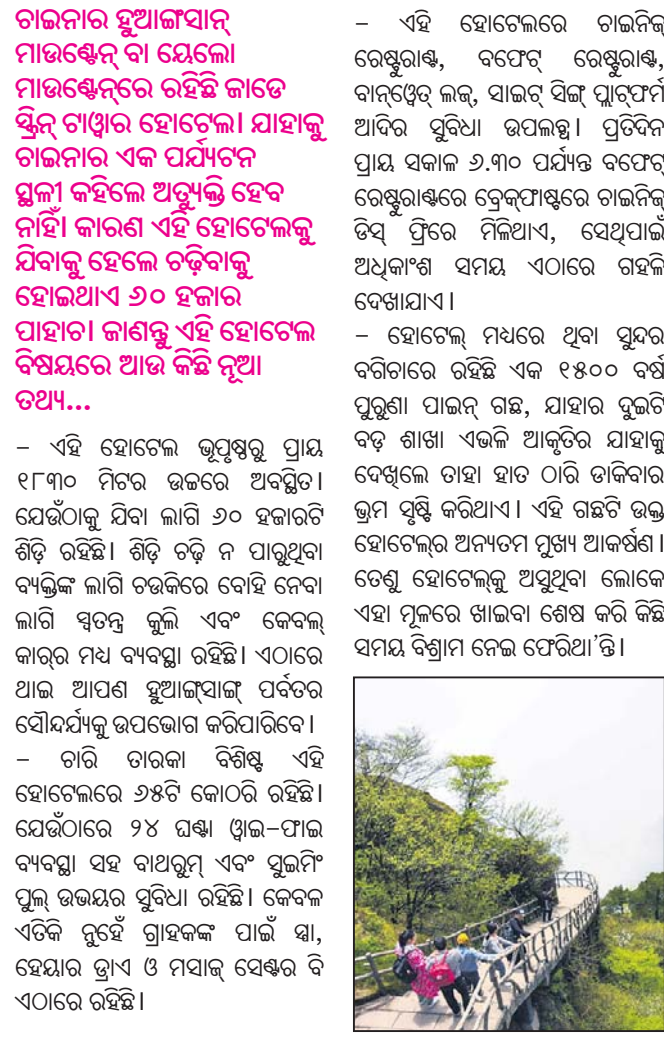 ଚାଇନାର ହୁଆଙ୍ଗସାନ୍
ମାଉଣ୍ଟେନ୍ ବା ୟେଲୋ
ମାଉଣ୍ଟେନ୍‌ରେ ରହିଛି ଜାଡେ
ସ୍କ୍ରିନ୍ ଟାୱାର ହୋଟେଲ। ଯାହାକୁ
ଚାଇନାର ଏକ ପର୍ଯ୍ୟଟନ
ସ୍ଥଳୀ କହିଲେ ଅତ୍ୟୁକ୍ତି ହେବ
ନାହିଁ। କାରଣ ଏହି ହୋଟେଲକୁ
ଯିବାକୁ ହେଲେ ଚଢ଼ିବାକୁ
ହୋଇଥାଏ ୬୦ ହଜାର
ପାହାଚ। ଜାଣନ୍ତୁ ଏହି ହୋଟେଲ
ବିଷୟରେ ଆଉ କିଛି ନୂଆ
ତଥ୍ୟ...
– ଏହି ହୋଟେଲ ଭୂପୃଷ୍ଠରୁ ପ୍ରାୟ
୧୮୩୦ ମିଟର ଉଚ୍ଚରେ ଅବସ୍ଥିତ।
ଯେଉଁଠାକୁ ଯିବା ଲାଗି ୬୦ ହଜାରଟି
ଶିଡ଼ି ରହିଛି। ଶିଡ଼ି ଚଢ଼ି ନ ପାରୁଥିବା
ବ୍ୟକ୍ତିଙ୍କ ଲାଗି ଚଉକିରେ ବୋହି ନେବା
ଲାଗି ସ୍ୱତନ୍ତ୍ର କୁଲି ଏବଂ କେବଲ୍
କାର୍‌ର ମଧ୍ୟ ବ୍ୟବସ୍ଥା ରହିଛି। ଏଠାରେ
ଥାଇ ଆପଣ ହୁଆଙ୍ଗ୍‌ସାଙ୍ଗ୍ ପର୍ବତର
ସୌନ୍ଦର୍ଯ୍ୟକୁ ଉପଭୋଗ କରିପାରିବେ।
– ଚାରି ତାରକା ବିଶିଷ୍ଟ ଏହି
ହୋଟେଲରେ ୬୫ଟି କୋଠରି ରହିଛି।
ଯେଉଁଠାରେ ୨୪ ଘଣ୍ଟା ୱାଇ–ଫାଇ
ବ୍ୟବସ୍ଥା ସହ ବାଥରୁମ୍ ଏବଂ ସୁଇମିଂ
ପୁଲ୍ ଉଭୟର ସୁବିଧା ରହିଛି। କେବଳ
ଏତିକି ନୁହେଁ ଗ୍ରାହକଙ୍କ ପାଇଁ ସ୍ପା,
ହେୟାର ଡ୍ରାଏ ଓ ମସାଜ୍ ସେଣ୍ଟର ବି
ଏଠାରେ ରହିଛି।
– ଏହି ହୋଟେଲରେ ଚାଇନିଜ୍
ରେଷ୍ଟୁରାଣ୍ଟ, ବଫେଟ୍ ରେଷ୍ଟୁରାଣ୍ଟ,
ବାନ୍‌ଓ୍ୱେତ୍ ଲକ୍, ସାଇଟ୍ ସିଙ୍ଗ୍ ପ୍ଲାଟ୍‌ଫର୍ମ
ଆଦିର ସୁବିଧା ଉପଲବ୍ଧ। ପ୍ରତିଦିନ
ପ୍ରାୟ ସକାଳ ୬.୩୦ ପର୍ଯ୍ୟନ୍ତ ବଫେଟ୍
ରେଷ୍ଟୁରାଣ୍ଟରେ ବ୍ରେକ୍‌ଫାଷ୍ଟରେ ଚାଇନିଜ୍
ଡିସ୍ ଫ୍ରିରେ ମିଳିଥାଏ, ସେଥିପାଇଁ
ଅଧିକାଂଶ ସମୟ ଏଠାରେ ଗହଳି
ଦେଖାଯାଏ।
– ହୋଟେଲ୍ ମଧ୍ୟରେ ଥିବା ସୁନ୍ଦର
ବଗିଚାରେ ରହିଛି ଏକ ୧୫୦୦ ବର୍ଷ
ପୁରୁଣା ପାଇନ୍ ଗଛ, ଯାହାର ଦୁଇଟି
ବଡ଼ ଶାଖା ଏଭଳି ଆକୃତିର ଯାହାକୁ
ଦେଖିଲେ ତାହା ହାତ ଠାରି ଡାକିବାର
ଭ୍ରମ ସୃଷ୍ଟି କରିଥାଏ। ଏହି ଗଛଟି ଉକ୍ତ
ହୋଟେଲ୍‌ର ଅନ୍ୟତମ ମୁଖ୍ୟ ଆକର୍ଷଣ।
ତେଣୁ ହୋଟେଲ୍‌କୁ ଆସୁଥିବା ଲୋକେ
ଏହା ମୂଳରେ ଖାଇବା ଶେଷ କରି କିଛି
ସମୟ ବିଶ୍ରାମ ନେଇ ଫେରିଥା'ନ୍ତି।